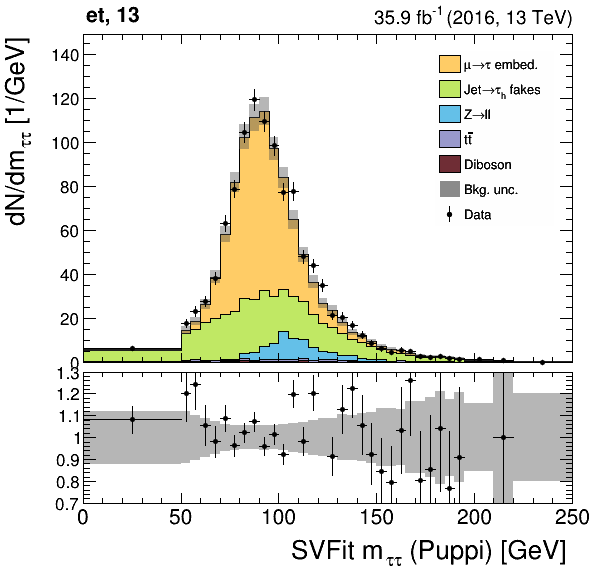 et, 13
35.9 fb⁻¹ (2016, 13 TeV)
dN/dm_ττ [1/GeV]
140
120
100
80
60
40
20
0
μ→τ embed.
Jet→τ_h fakes
Z→ll
tt̄
Diboson
Bkg. unc.
Data
1.3
1.2
1.1
1
0.9
0.8
0.7
0 50 100 150 200 250
SVFit m_ττ (Puppi) [GeV]